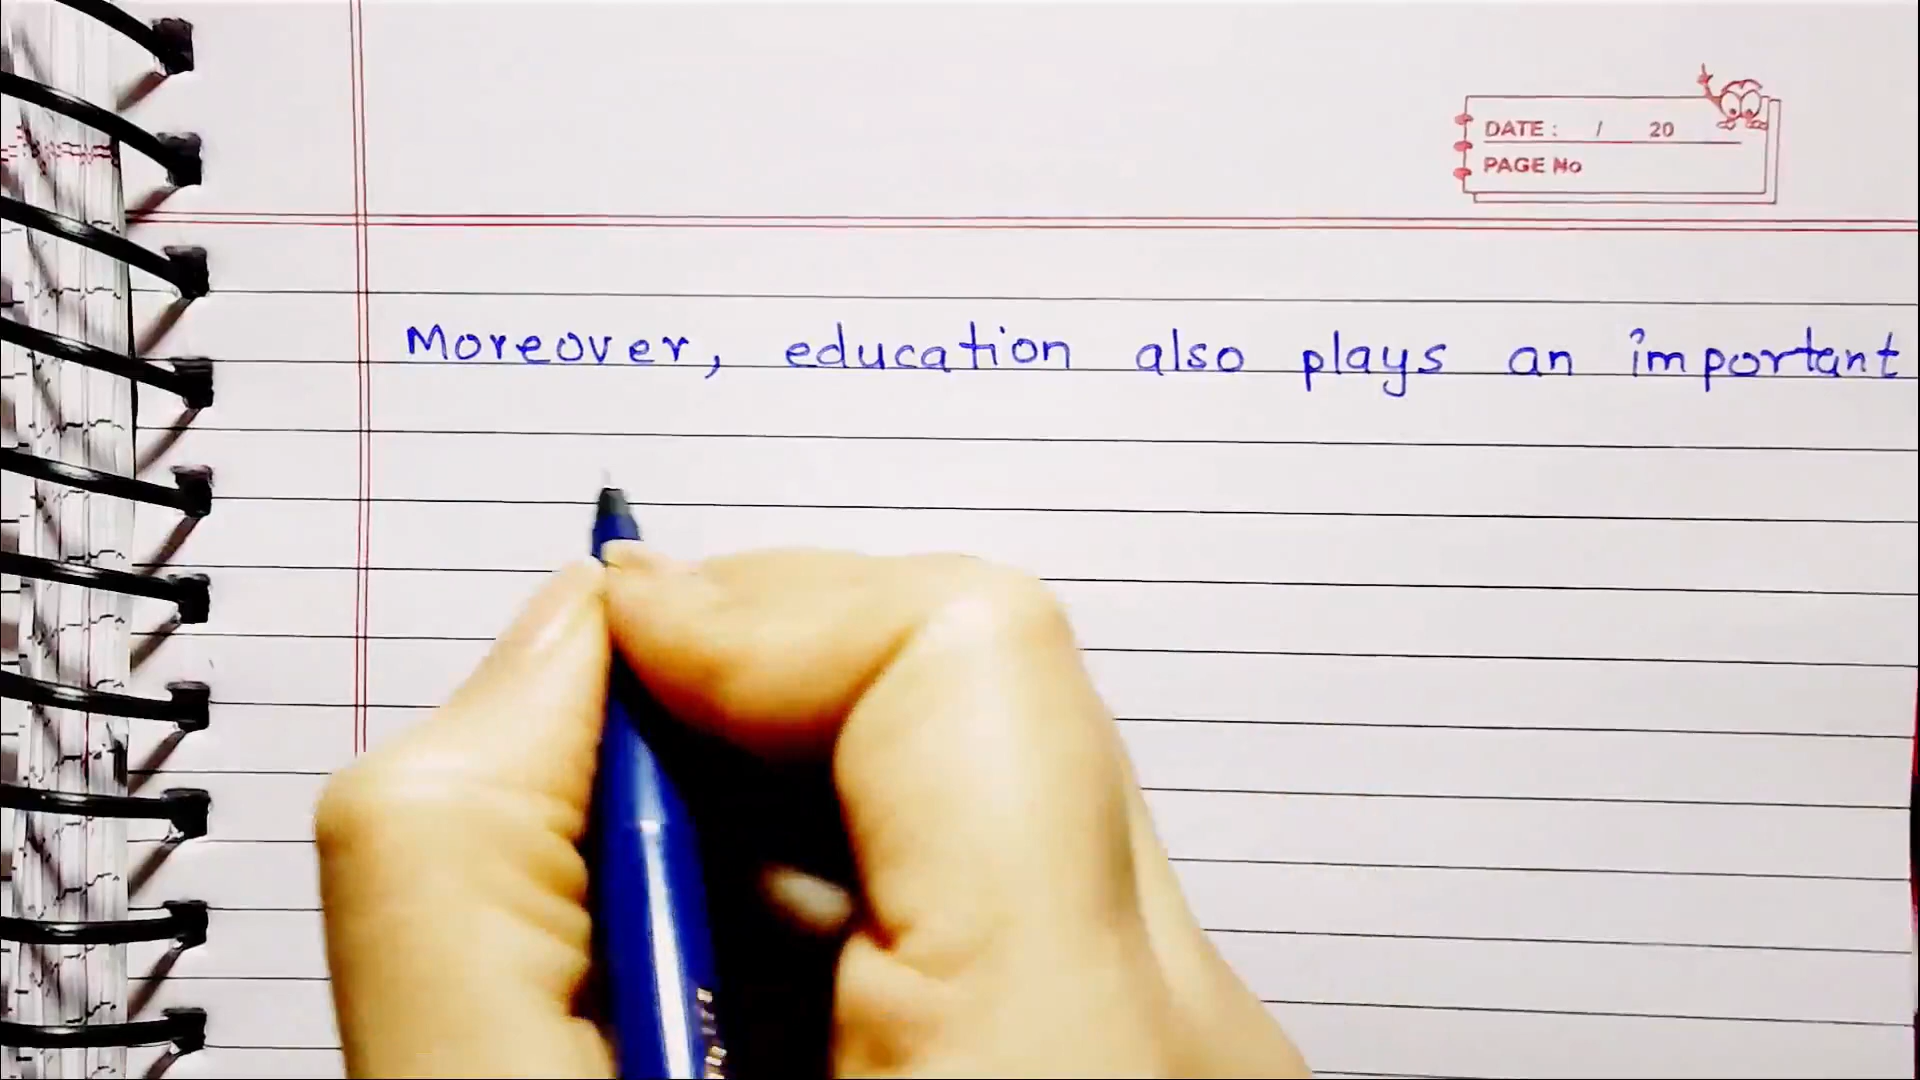 DATE : / 20
PAGE No
Moreover, education also plays an important